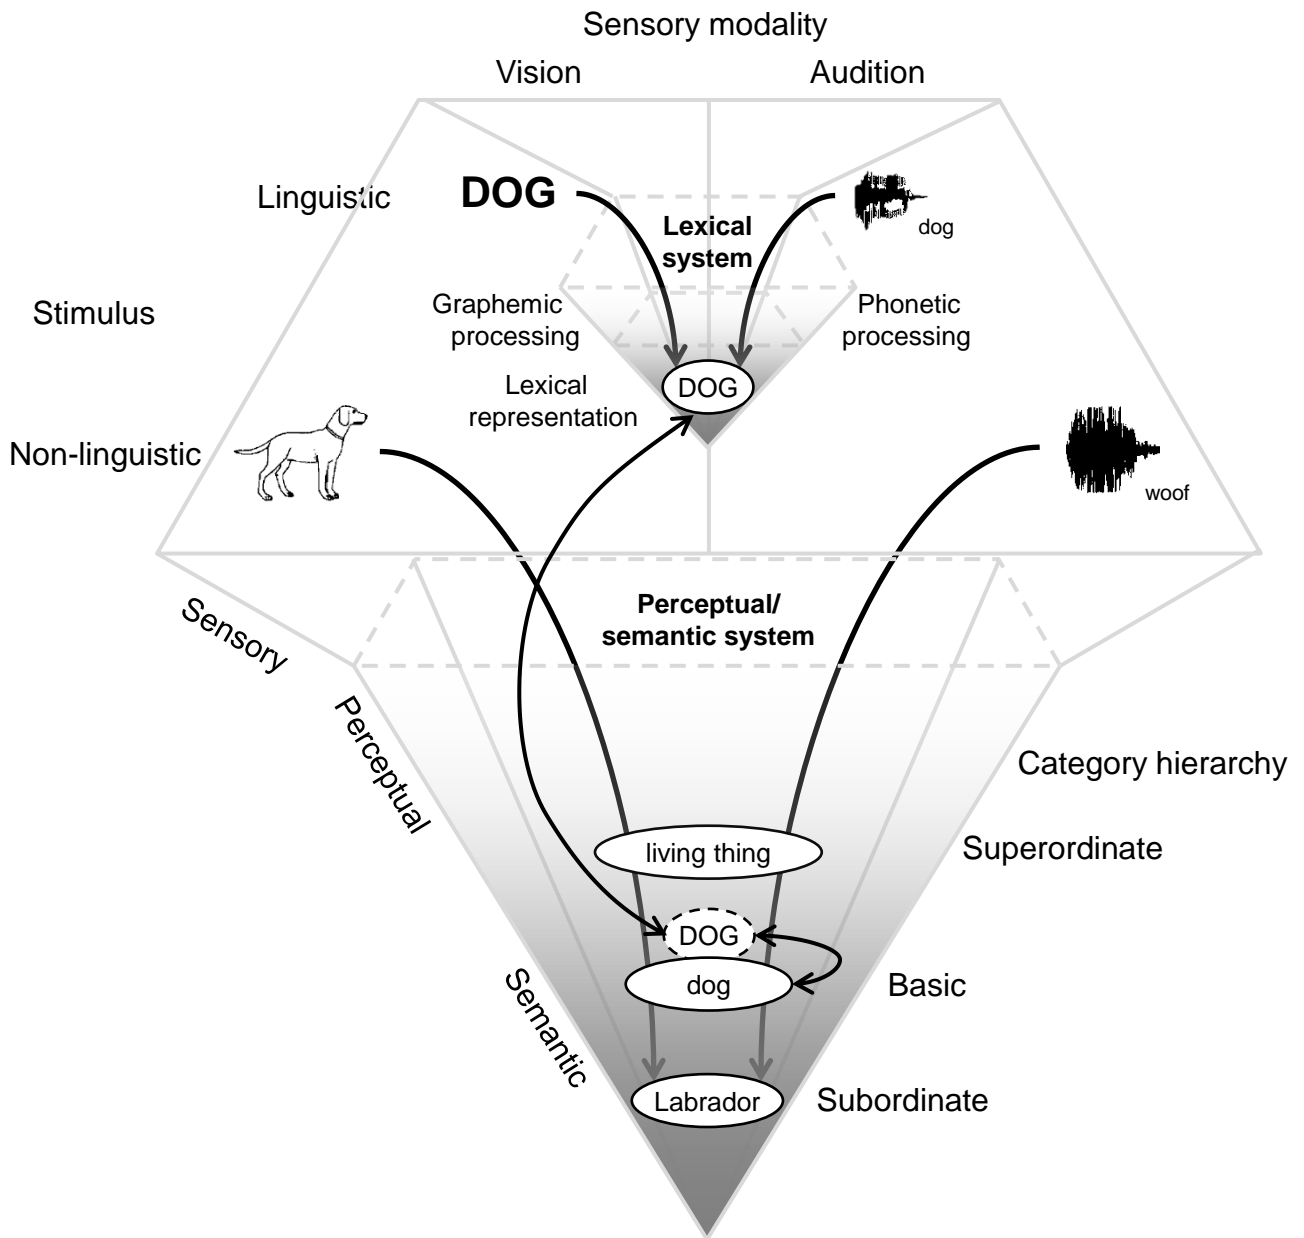 Sensory modality
Vision
Audition
Linguistic
DOG
dog
Lexical
system
Stimulus
Graphemic
processing
Phonetic
processing
DOG
Lexical
representation
Non-linguistic
woof
Sensory
Perceptual/
semantic system
Perceptual
Category hierarchy
living thing
Superordinate
DOG
dog
Basic
Semantic
Labrador
Subordinate